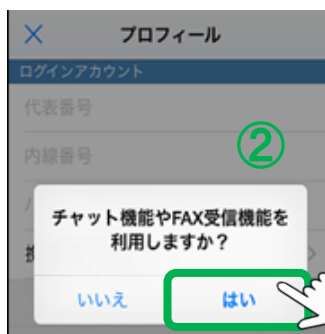 プロフィール
ログインアカウント
代表番号
内線番号
②
チャット機能やFAX受信機能を
利用しますか？
いいえ
はい